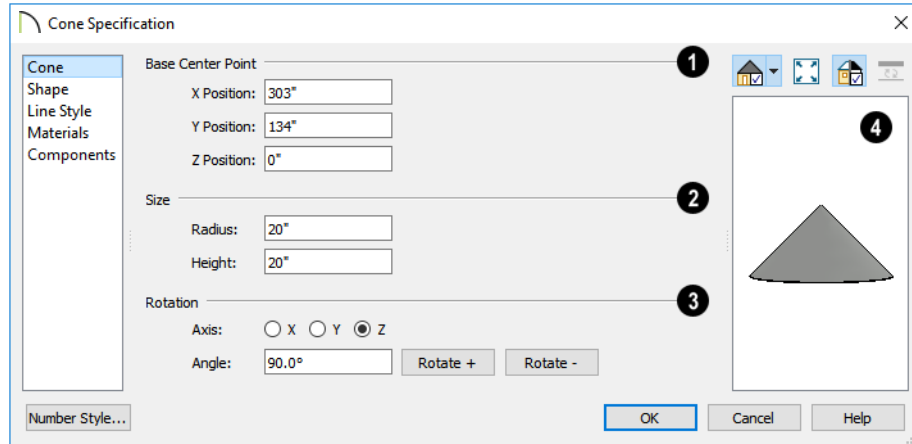 Cone Specification
Cone
Shape
Line Style
Materials
Components
Base Center Point
1
X Position: 303"
Y Position: 134"
Z Position: 0"
Size
2
Radius: 20"
Height: 20"
Rotation
3
Axis: X Y Z
Angle: 90.0° Rotate + Rotate -
4
Number Style... OK Cancel Help